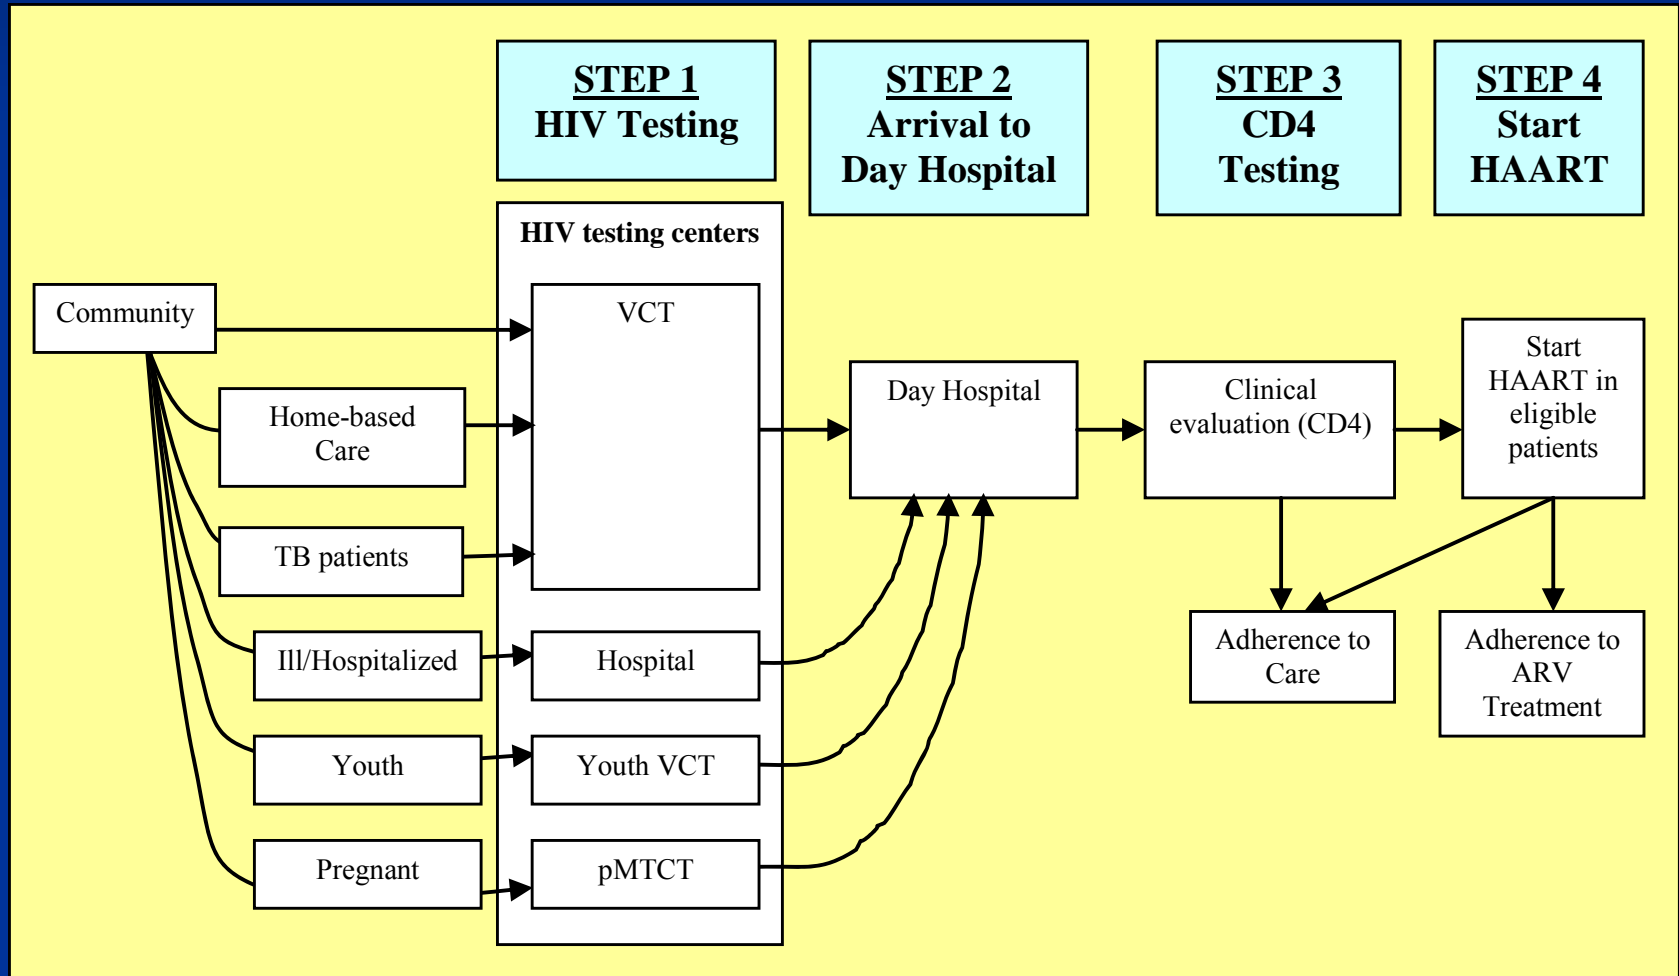 STEP 1
HIV Testing
STEP 2
Arrival to
Day Hospital
STEP 3
CD4
Testing
STEP 4
Start
HAART
HIV testing centers
Community
Home-based
Care
TB patients
Ill/Hospitalized
Youth
Pregnant
VCT
Hospital
Youth VCT
pMTCT
Day Hospital
Clinical
evaluation (CD4)
Start
HAART in
eligible
patients
Adherence to
Care
Adherence to
ARV
Treatment